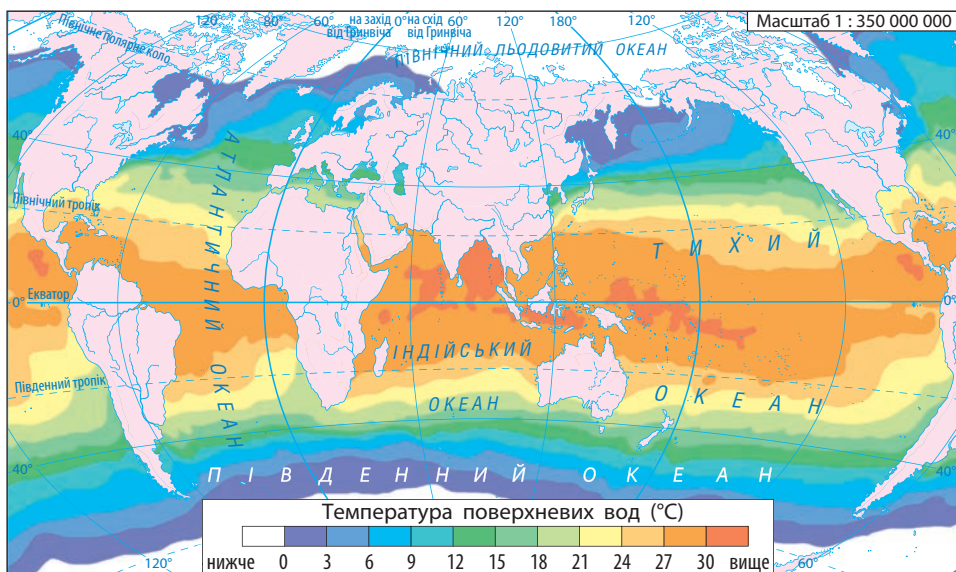 120° 80° 60° на захід 0° на схід 60° 120° 180° 120° 60°
від Гринвіча від Гринвіча
Масштаб 1 : 350 000 000
Північне полярне коло
ПІВНІЧНИЙ ЛЬОДОВИТИЙ ОКЕАН
40° 40°
АТЛАНТИЧНИЙ ОКЕАН
Північний тропік
ТИХИЙ
Екватор
0° 0°
ІНДІЙСЬКИЙ
Південний тропік
ОКЕАН
ОКЕАН
40° 40°
ПІВДЕННИЙ ОКЕАН
Температура поверхневих вод (°C)
нижче 0 3 6 9 12 15 18 21 24 27 30 вище
120° 60°